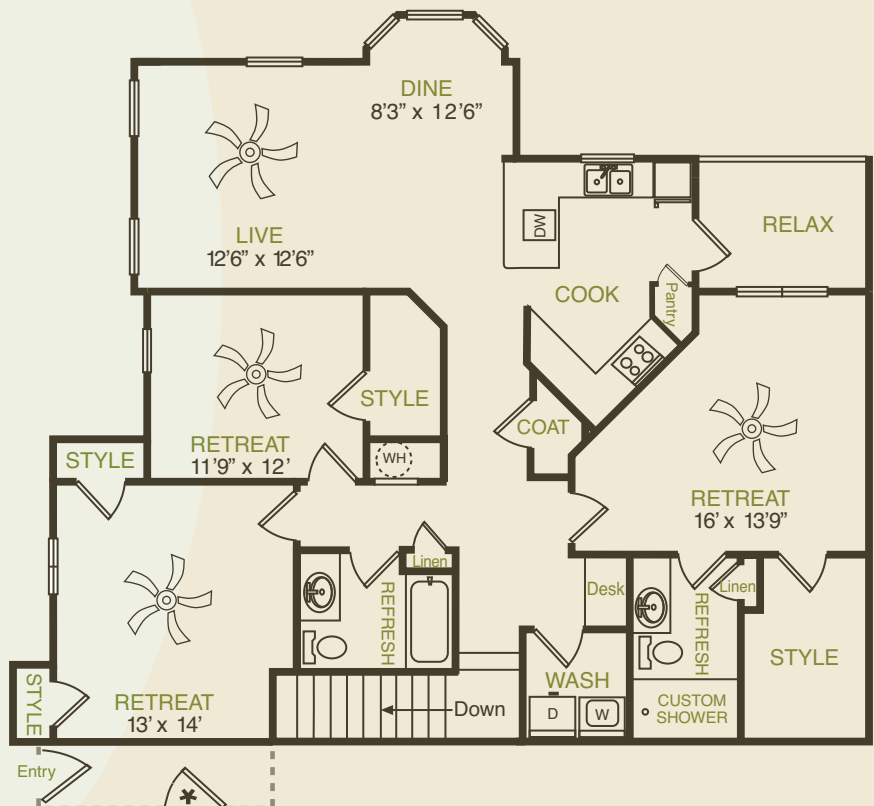 DINE
8'3” x 12'6”
LIVE
12'6” x 12'6”
DW
COOK
RELAX
Pantry
STYLE
COAT
RETREAT
11'9” x 12'
WH
STYLE
RETREAT
16' x 13'9”
Linen
REFRESH
Desk
Linen
REFRESH
STYLE
STYLE
RETREAT
13' x 14'
Down
WASH
D
W
CUSTOM
SHOWER
Entry
*